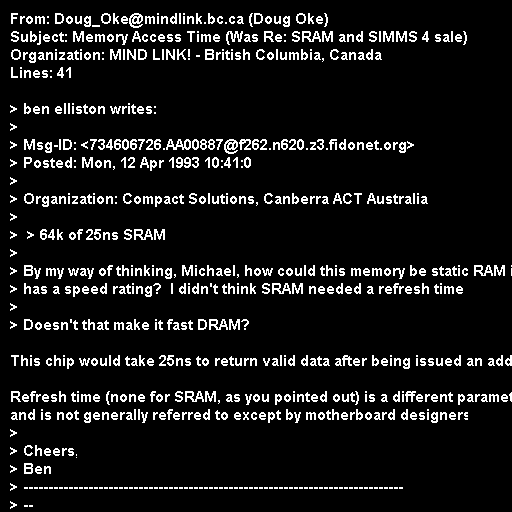 From: Doug_Oke@mindlink.bc.ca (Doug Oke)
Subject: Memory Access Time (Was Re: SRAM and SIMMS 4 sale)
Organization: MIND LINK! - British Columbia, Canada
Lines: 41

> ben elliston writes:
>
> Msg-ID: <734606726.AA00887@f262.n620.z3.fidonet.org>
> Posted: Mon, 12 Apr 1993 10:41:0
>
> Organization: Compact Solutions, Canberra ACT Australia
>
>  > 64k of 25ns SRAM
>
> By my way of thinking, Michael, how could this memory be static RAM i
> has a speed rating?  I didn't think SRAM needed a refresh time
>
> Doesn't that make it fast DRAM?

This chip would take 25ns to return valid data after being issued an add

Refresh time (none for SRAM, as you pointed out) is a different paramet
and is not generally referred to except by motherboard designers
>
> Cheers,
> Ben
> ----------------------------------------------------------------------------
> --